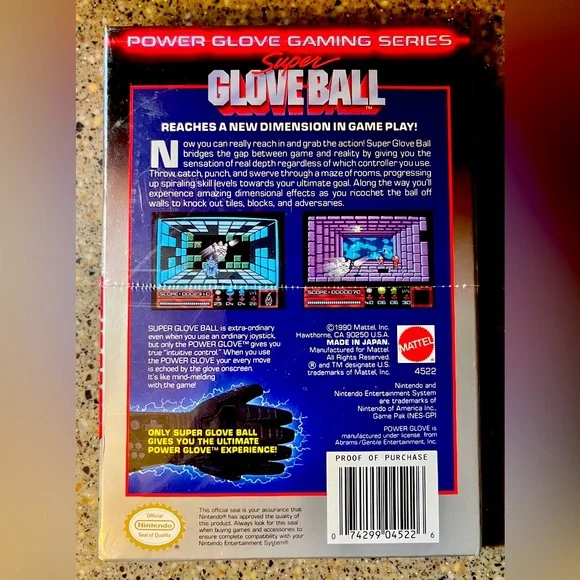 POWER GLOVE GAMING SERIES
Super
GLOVE BALL
TM
REACHES A NEW DIMENSION IN GAME PLAY!
Now you can really reach in and grab the action! Super Glove Ball
bridges the gap between game and reality by giving you the
sensation of real depth regardless of which controller you use.
Throw, catch, punch, and swerve through a maze of rooms, progressing
up spiraling skill levels towards your ultimate goal. Along the way you'll
experience amazing dimensional effects as you ricochet the ball off
walls to knock out tiles, blocks, and adversaries.
SCORE:0002310
SCORE:0000070
SUPER GLOVE BALL is extra-ordinary
even when you use an ordinary joystick,
but only the POWER GLOVE™ gives you
true "intuitive control." When you use
the POWER GLOVE your every move
is echoed by the glove onscreen.
It's like mind-melding
with the game!
ONLY SUPER GLOVE BALL
GIVES YOU THE ULTIMATE
POWER GLOVE™ EXPERIENCE!
©1990 Mattel, Inc.
Hawthorne, CA 90250 U.S.A.
MADE IN JAPAN.
Manufactured for Mattel.
All Rights Reserved.
® and TM designate U.S.
trademarks of Mattel, Inc.
MATTEL
4522
Nintendo and
Nintendo Entertainment System
are trademarks of
Nintendo of America Inc.,
Game Pak (NES-GP)
POWER GLOVE is
manufactured under license from
Abrams/Gentile Entertainment, Inc.
PROOF OF PURCHASE
0 74299 04522 6
Official
Nintendo
Seal of Quality
This official seal is your assurance that
Nintendo® has approved the quality of
this product. Always look for this seal
when buying games and accessories to
ensure complete compatibility with your
Nintendo Entertainment System®.